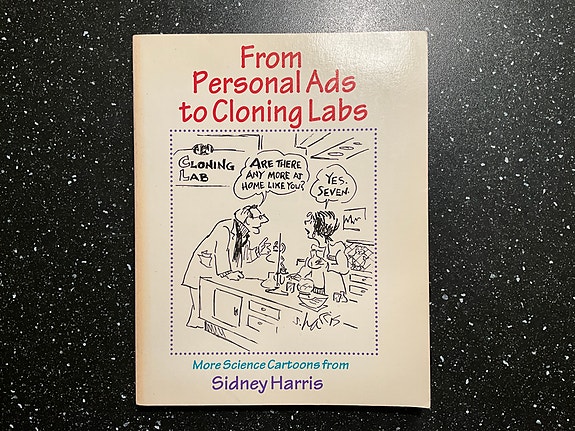 From
Personal Ads
to Cloning Labs
CLONING
LAB
ARE THERE
ANY MORE AT
HOME LIKE YOU?
YES.
SEVEN.
S. HARRIS
More Science Cartoons from
Sidney Harris